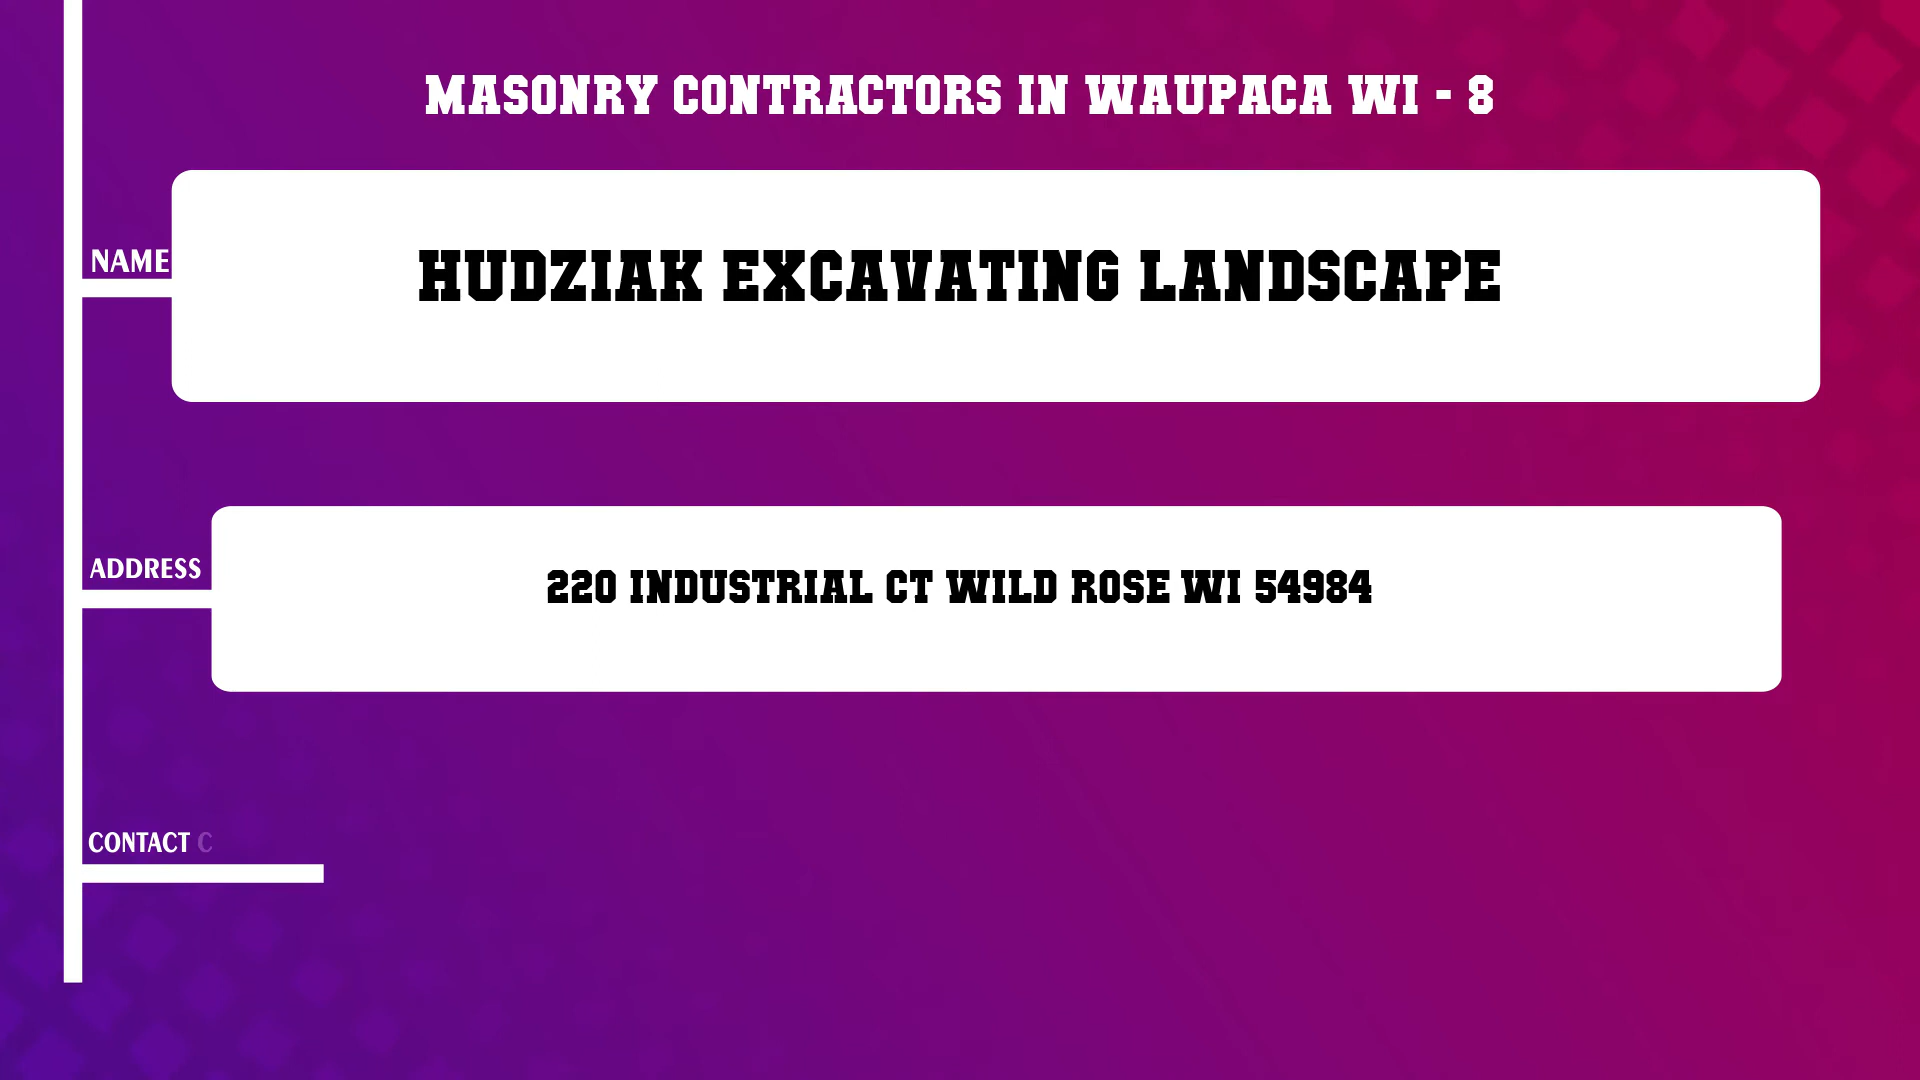 MASONRY CONTRACTORS IN WAUPACA WI - 8
NAME
HUDZIAK EXCAVATING LANDSCAPE
ADDRESS
220 INDUSTRIAL CT WILD ROSE WI 54984
CONTACT C